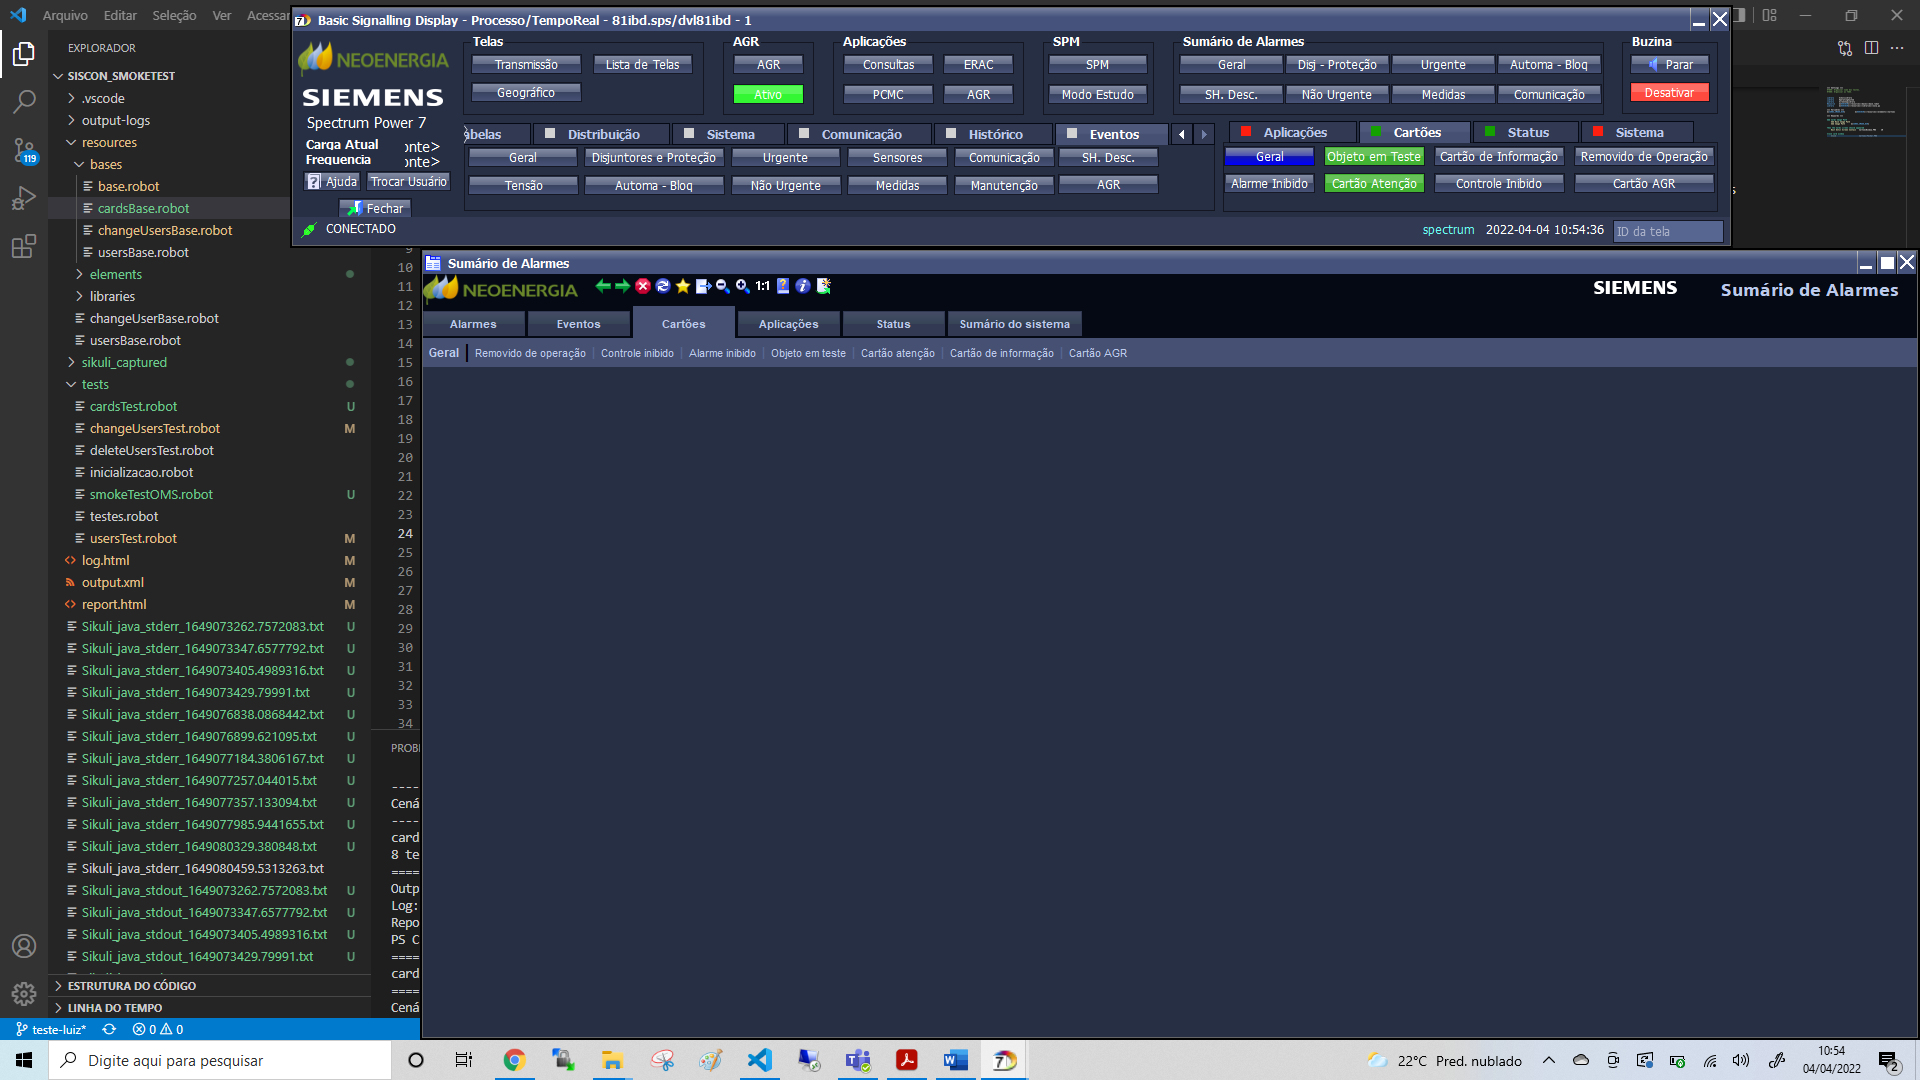 Arquivo Editar Seleção Ver Acessar
Basic Signalling Display - Processo/TempoReal - 81ibd.sps/dvl81ibd - 1
NEOENERGIA
SIEMENS
Spectrum Power 7
Carga Atual onte>
Frequencia onte>
Ajuda Trocar Usuário
Fechar
CONECTADO
Telas
Transmissão Lista de Telas
Geográfico
AGR
AGR
Ativo
Aplicações
Consultas ERAC
PCMC AGR
SPM
SPM
Modo Estudo
Sumário de Alarmes
Geral Disj - Proteção Urgente Automa - Bloq
SH. Desc. Não Urgente Medidas Comunicação
Buzina
Parar
Desativar
belas Distribuição Sistema Comunicação Histórico Eventos
Geral Disjuntores e Proteção Urgente Sensores Comunicação SH. Desc.
Tensão Automa - Bloq Não Urgente Medidas Manutenção AGR
Aplicações Cartões Status Sistema
Geral Objeto em Teste Cartão de Informação Removido de Operação
Alarme Inibido Cartão Atenção Controle Inibido Cartão AGR
spectrum 2022-04-04 10:54:36 ID da tela
EXPLORADOR
SISCON_SMOKETEST
.vscode
output-logs
resources
bases
base.robot
cardsBase.robot
changeUsersBase.robot
usersBase.robot
elements
libraries
changeUserBase.robot
usersBase.robot
sikuli_captured
tests
cardsTest.robot U
changeUsersTest.robot M
deleteUsersTest.robot
inicializacao.robot
smokeTestOMS.robot U
testes.robot
usersTest.robot M
log.html M
output.xml M
report.html M
Sikuli_java_stderr_1649073262.7572083.txt U
Sikuli_java_stderr_1649073347.6577792.txt U
Sikuli_java_stderr_1649073405.4989316.txt U
Sikuli_java_stderr_1649073429.79991.txt U
Sikuli_java_stderr_1649076838.0868442.txt U
Sikuli_java_stderr_1649076899.621095.txt U
Sikuli_java_stderr_1649077184.3806167.txt U
Sikuli_java_stderr_1649077257.044015.txt U
Sikuli_java_stderr_1649077357.133094.txt U
Sikuli_java_stderr_1649077985.9441655.txt U
Sikuli_java_stderr_1649080329.380848.txt U
Sikuli_java_stderr_1649080459.5313263.txt
Sikuli_java_stdout_1649073262.7572083.txt U
Sikuli_java_stdout_1649073347.6577792.txt U
Sikuli_java_stdout_1649073405.4989316.txt U
Sikuli_java_stdout_1649073429.79991.txt U
ESTRUTURA DO CÓDIGO
LINHA DO TEMPO
119
9
10
11
12
13
14
15
16
17
18
19
20
21
22
23
24
25
26
27
28
29
30
31
32
33
34
PROBL
----
Cená
----
card
8 te
====
Outp
Log:
Repo
PS C
====
card
====
Cená
Sumário de Alarmes
NEOENERGIA 1:1 SIEMENS Sumário de Alarmes
Alarmes Eventos Cartões Aplicações Status Sumário do sistema
Geral Removido de operação Controle inibido Alarme inibido Objeto em teste Cartão atenção Cartão de informação Cartão AGR
teste-luiz* 0 0
Digite aqui para pesquisar
22°C Pred. nublado
10:54
04/04/2022
2